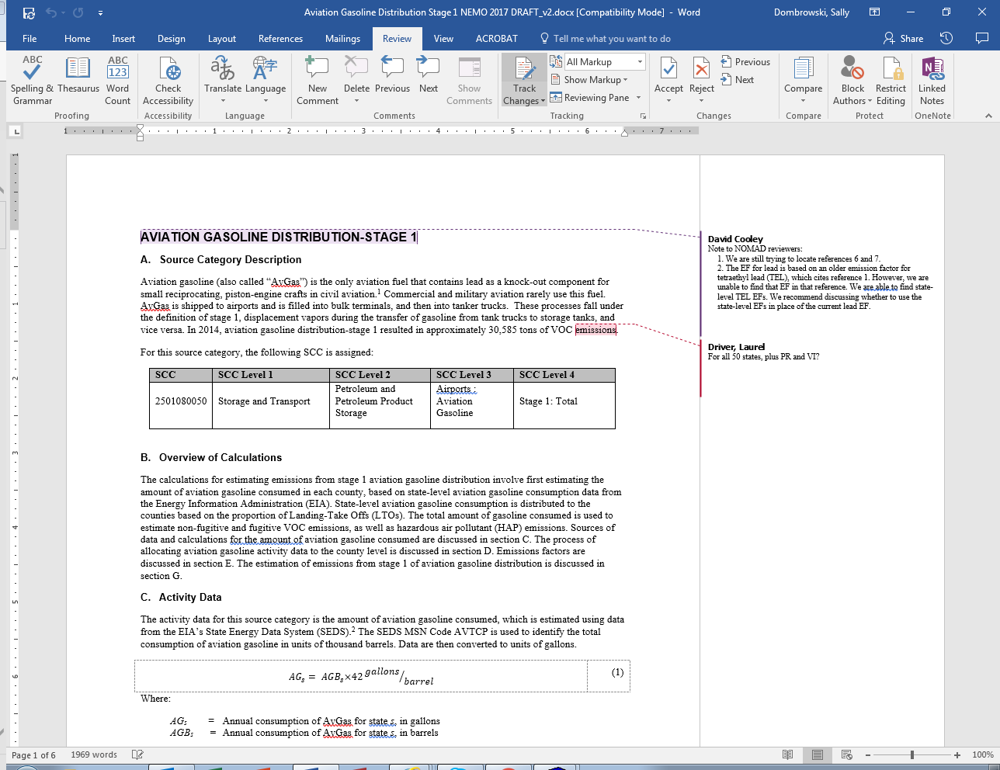 Aviation Gasoline Distribution Stage 1 NEMO 2017 DRAFT_v2.docx [Compatibility Mode] - Word
Dombrowski, Sally
File Home Insert Design Layout References Mailings Review View ACROBAT Tell me what you want to do Share
ABC
Spelling & Grammar
Thesaurus
ABC
123
Word Count
Check Accessibility
Translate
Language
New Comment
Delete
Previous
Next
Show Comments
Track Changes
All Markup
Show Markup
Reviewing Pane
Accept
Reject
Previous
Next
Compare
Block Authors
Restrict Editing
N
Linked Notes
Proofing Accessibility Language Comments Tracking Changes Compare Protect OneNote
L
1 1 2 3 4 5 6 7
1
1
2
3
4
5
6
AVIATION GASOLINE DISTRIBUTION-STAGE 1
A. Source Category Description
Aviation gasoline (also called “AvGas”) is the only aviation fuel that contains lead as a knock-out component for
small reciprocating, piston-engine crafts in civil aviation.1 Commercial and military aviation rarely use this fuel.
AvGas is shipped to airports and is filled into bulk terminals, and then into tanker trucks. These processes fall under
the definition of stage 1, displacement vapors during the transfer of gasoline from tank trucks to storage tanks, and
vice versa. In 2014, aviation gasoline distribution-stage 1 resulted in approximately 30,585 tons of VOC emissions.
For this source category, the following SCC is assigned:
SCC SCC Level 1 SCC Level 2 SCC Level 3 SCC Level 4
2501080050
Storage and Transport
Petroleum and
Petroleum Product
Storage
Airports :
Aviation
Gasoline
Stage 1: Total
B. Overview of Calculations
The calculations for estimating emissions from stage 1 aviation gasoline distribution involve first estimating the
amount of aviation gasoline consumed in each county, based on state-level aviation gasoline consumption data from
the Energy Information Administration (EIA). State-level aviation gasoline consumption is distributed to the
counties based on the proportion of Landing-Take Offs (LTOs). The total amount of gasoline consumed is used to
estimate non-fugitive and fugitive VOC emissions, as well as hazardous air pollutant (HAP) emissions. Sources of
data and calculations for the amount of aviation gasoline consumed are discussed in section C. The process of
allocating aviation gasoline activity data to the county level is discussed in section D. Emissions factors are
discussed in section E. The estimation of emissions from stage 1 of aviation gasoline distribution is discussed in
section G.
C. Activity Data
The activity data for this source category is the amount of aviation gasoline consumed, which is estimated using data
from the EIA’s State Energy Data System (SEDS).2 The SEDS MSN Code AVTCP is used to identify the total
consumption of aviation gasoline in units of thousand barrels. Data are then converted to units of gallons.
AGs = AGBs×42 gallons/barrel (1)
Where:
AGs = Annual consumption of AvGas for state s, in gallons
AGBs = Annual consumption of AvGas for state s, in barrels
David Cooley
Note to NOMAD reviewers:
1. We are still trying to locate references 6 and 7.
2. The EF for lead is based on an older emission factor for
tetraethyl lead (TEL), which cites reference 1. However, we are
unable to find that EF in that reference. We are able to find state-
level TEL EFs. We recommend discussing whether to use the
state-level EFs in place of the current lead EF.
Driver, Laurel
For all 50 states, plus PR and VI?
Page 1 of 6 1969 words 100%